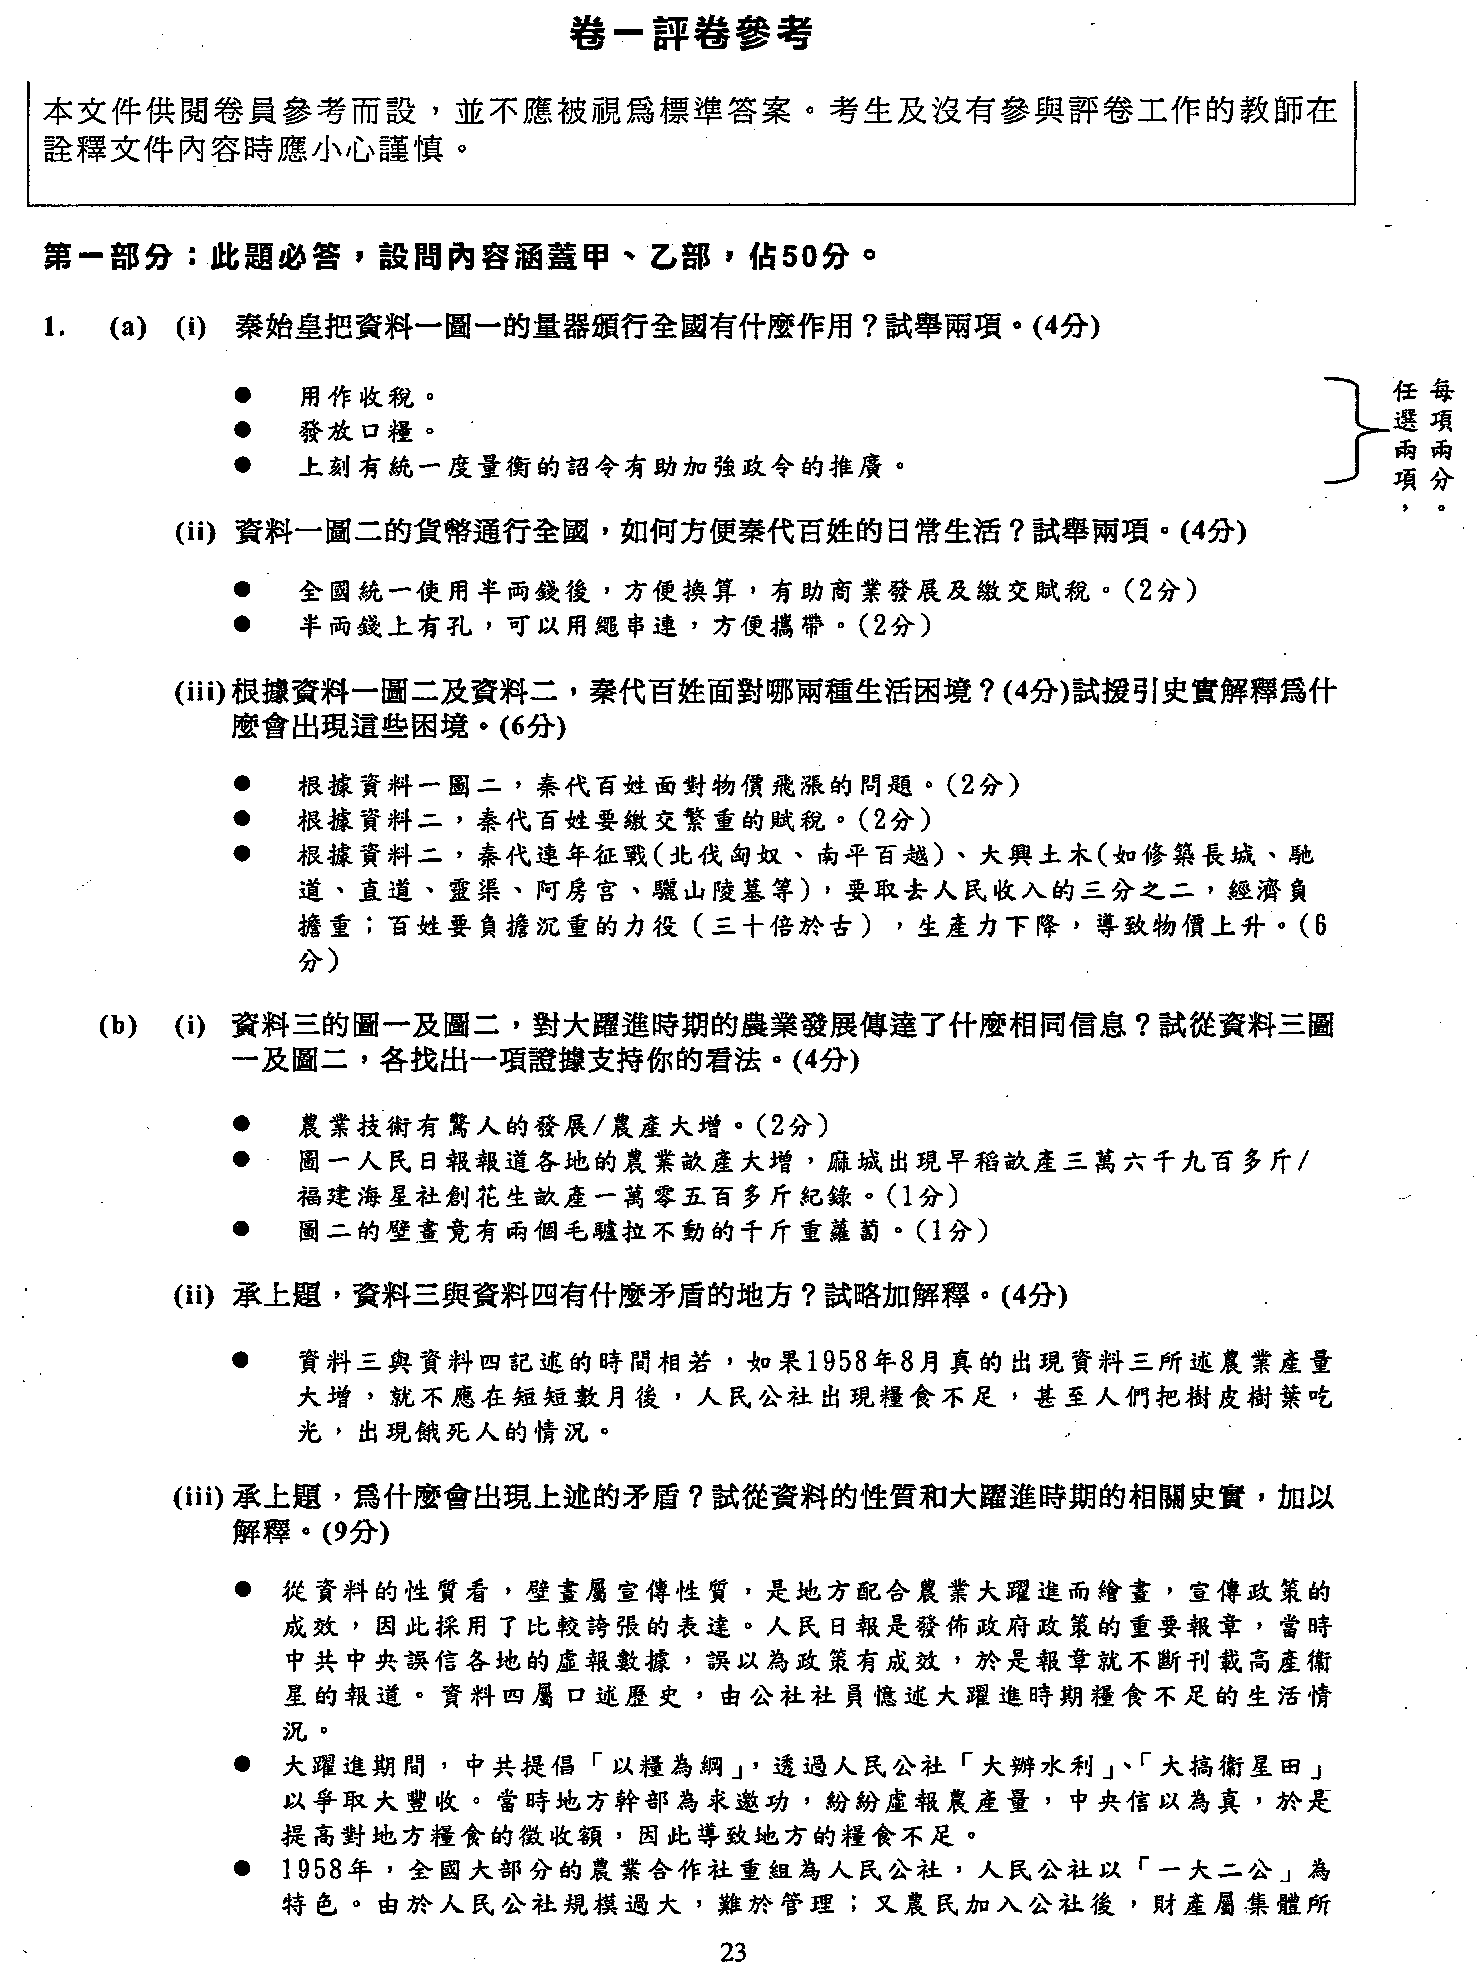 卷一評卷參考
本文件供閱卷員參考而設，並不應被視爲標準答案。考生及沒有參與評卷工作的教師在
詮釋文件內容時應小心謹慎。
第一部分：此題必答，設問內容涵蓋甲、乙部，佔50分。
1. (a) (i) 秦始皇把資料一圖一的量器頒行全國有什麼作用？試舉兩項。(4分)
● 用作收稅。
● 發放口糧。
● 上刻有統一度量衡的詔令有助加強政令的推廣。
每項兩分。
任選兩項，
(ii) 資料一圖二的貨幣通行全國，如何方便秦代百姓的日常生活？試舉兩項。(4分)
● 全國統一使用半両錢後，方便換算，有助商業發展及繳交賦稅。(2分)
● 半両錢上有孔，可以用繩串連，方便攜帶。(2分)
(iii) 根據資料一圖二及資料二，秦代百姓面對哪兩種生活困境？(4分)試援引史實解釋爲什
麼會出現這些困境。(6分)
● 根據資料一圖二，秦代百姓面對物價飛漲的問題。(2分)
● 根據資料二，秦代百姓要繳交繁重的賦稅。(2分)
● 根據資料二，秦代連年征戰(北伐匈奴、南平百越)、大興土木(如修築長城、馳
道、直道、靈渠、阿房宮、驪山陵墓等)，要取去人民收入的三分之二，經濟負
擔重；百姓要負擔沉重的力役（三十倍於古），生產力下降，導致物價上升。(6
分)
(b) (i) 資料三的圖一及圖二，對大躍進時期的農業發展傳達了什麼相同信息？試從資料三圖
一及圖二，各找出一項證據支持你的看法。(4分)
● 農業技術有驚人的發展/農產大增。(2分)
● 圖一人民日報報道各地的農業畝產大增，麻城出現早稻畝產三萬六千九百多斤/
福建海星社創花生畝產一萬零五百多斤紀錄。(1分)
● 圖二的壁畫竟有兩個毛驢拉不動的千斤重蘿蔔。(1分)
(ii) 承上題，資料三與資料四有什麼矛盾的地方？試略加解釋。(4分)
● 資料三與資料四記述的時間相若，如果1958年8月真的出現資料三所述農業產量
大增，就不應在短短數月後，人民公社出現糧食不足，甚至人們把樹皮樹葉吃
光，出現餓死人的情況。
(iii) 承上題，爲什麼會出現上述的矛盾？試從資料的性質和大躍進時期的相關史實，加以
解釋。(9分)
● 從資料的性質看，壁畫屬宣傳性質，是地方配合農業大躍進而繪畫，宣傳政策的
成效，因此採用了比較誇張的表達。人民日報是發佈政府政策的重要報章，當時
中共中央誤信各地的虛報數據，誤以為政策有成效，於是報章就不斷刊載高產衞
星的報道。資料四屬口述歷史，由公社社員憶述大躍進時期糧食不足的生活情
況。
● 大躍進期間，中共提倡「以糧為綱」，透過人民公社「大辦水利」、「大搞衞星田」
以爭取大豐收。當時地方幹部為求邀功，紛紛虛報農產量，中央信以為真，於是
提高對地方糧食的徵收額，因此導致地方的糧食不足。
● 1958年，全國大部分的農業合作社重組為人民公社，人民公社以「一大二公」為
特色。由於人民公社規模過大，難於管理；又農民加入公社後，財產屬集體所
23